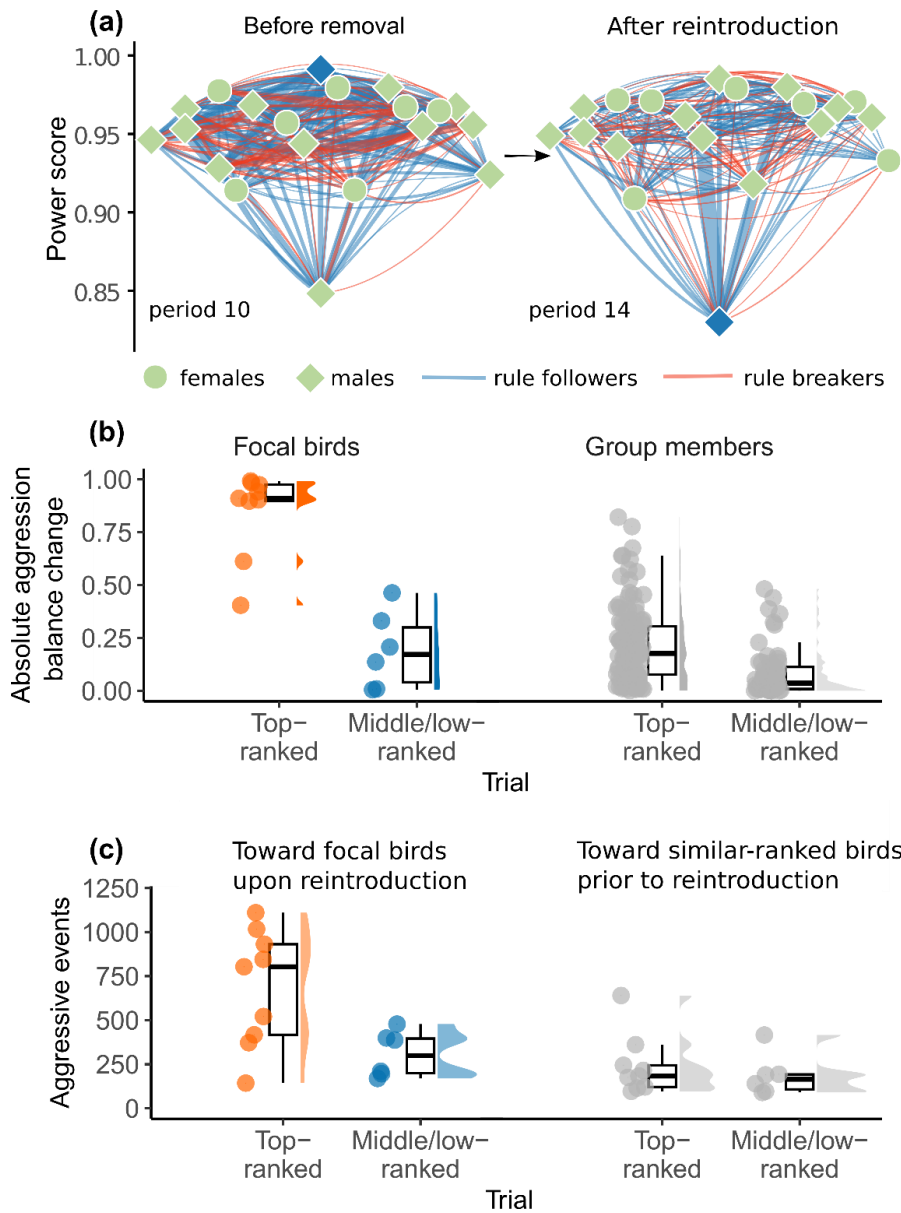 (a)
Before removal
After reintroduction
Power score
1.00
0.95
0.90
0.85
period 10
period 14
females
males
rule followers
rule breakers
(b)
Focal birds
Group members
Absolute aggression
balance change
1.00
0.75
0.50
0.25
0.00
Top−
ranked
Middle/low−
ranked
Top−
ranked
Middle/low−
ranked
Trial
(c)
Toward focal birds
upon reintroduction
Toward similar-ranked birds
prior to reintroduction
Aggressive events
1250
1000
750
500
250
0
Top−
ranked
Middle/low−
ranked
Top−
ranked
Middle/low−
ranked
Trial